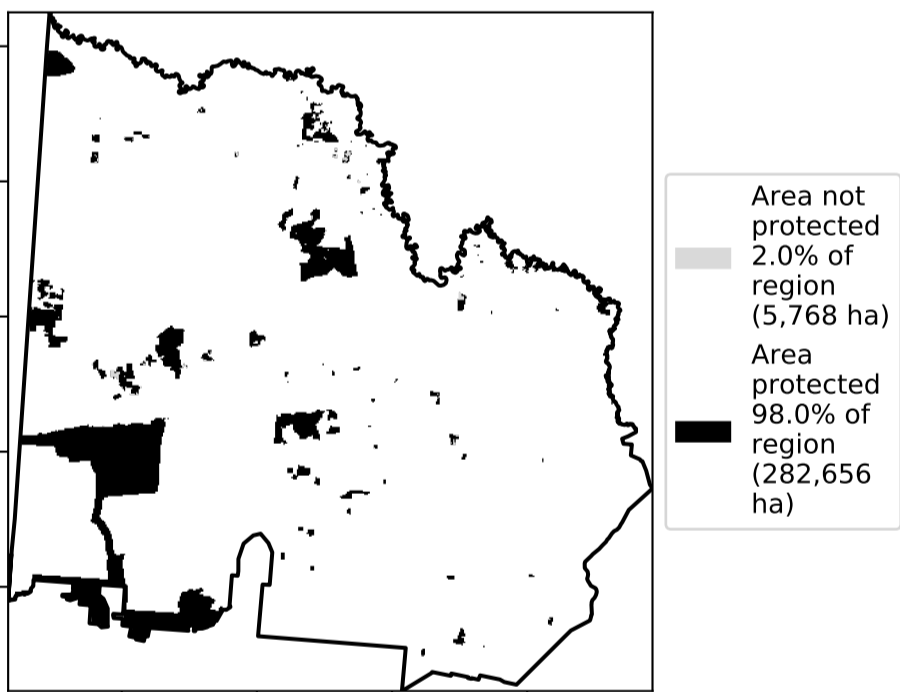 Area not
protected
2.0% of
region
(5,768 ha)
Area
protected
98.0% of
region
(282,656
ha)